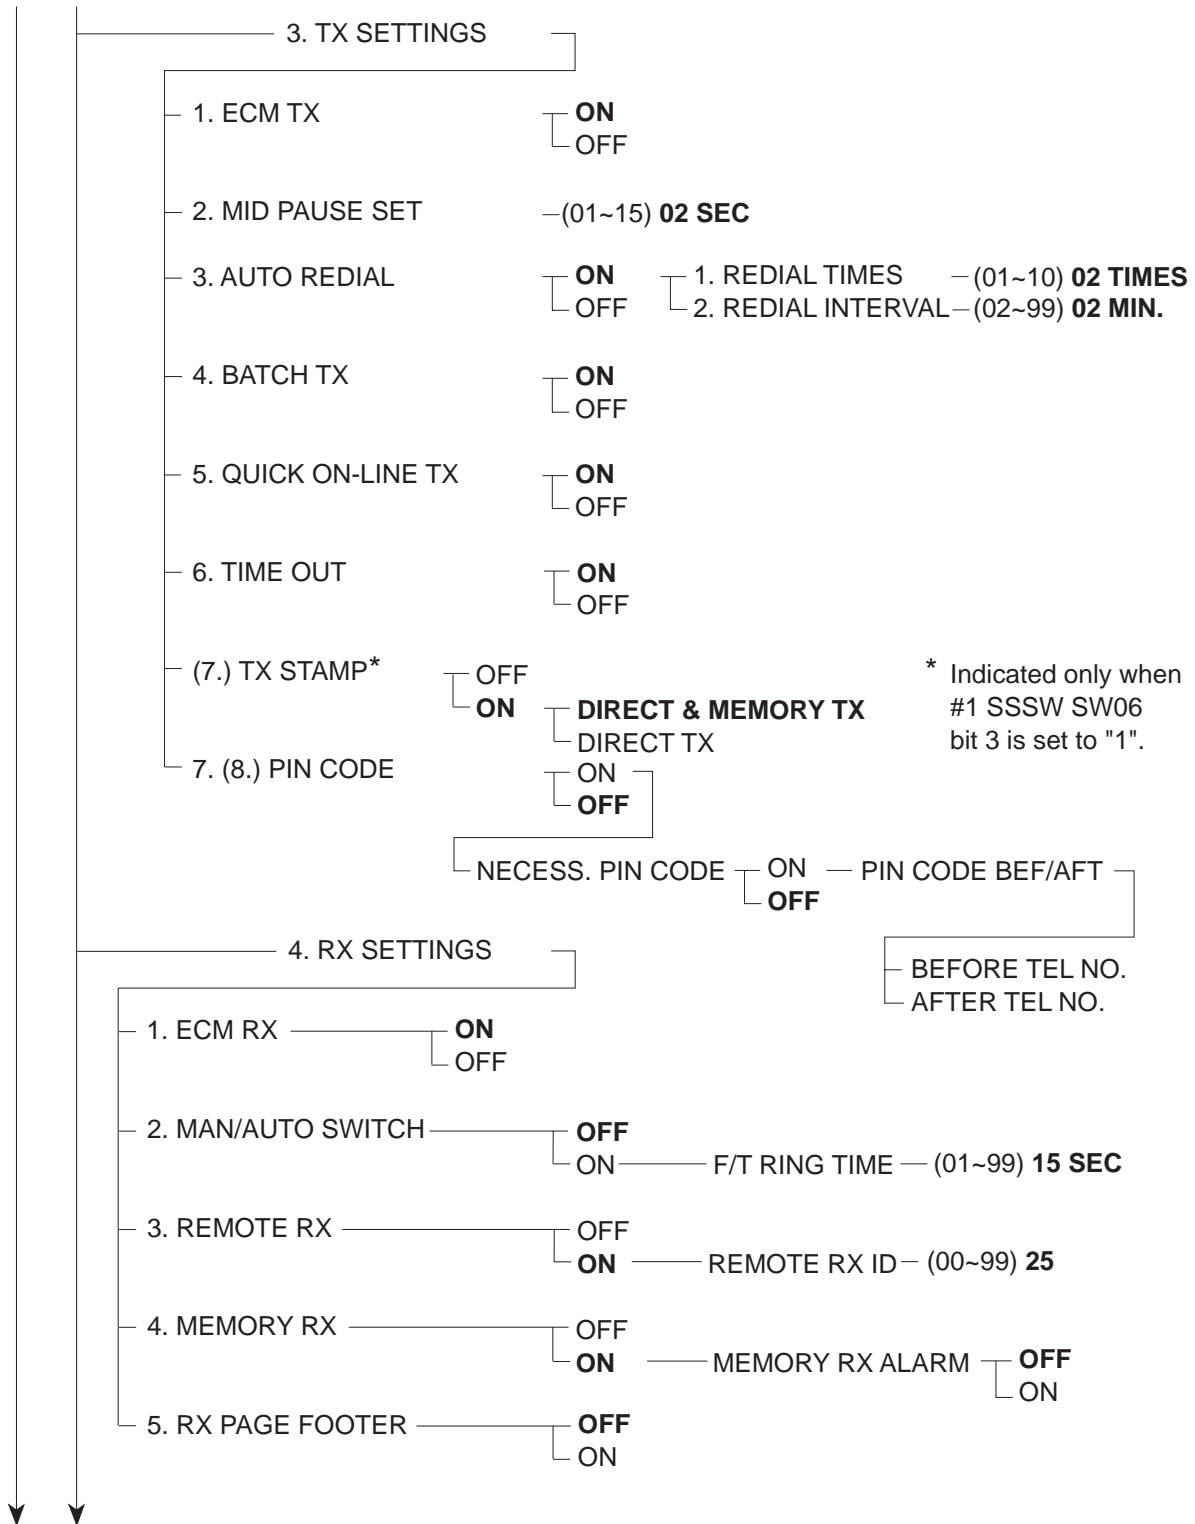 3. TX SETTINGS
1. ECM TX ON
OFF
2. MID PAUSE SET (01~15) 02 SEC
3. AUTO REDIAL ON 1. REDIAL TIMES (01~10) 02 TIMES
OFF 2. REDIAL INTERVAL (02~99) 02 MIN.
4. BATCH TX ON
OFF
5. QUICK ON-LINE TX ON
OFF
6. TIME OUT ON
OFF
(7.) TX STAMP* OFF
ON DIRECT & MEMORY TX
DIRECT TX
* Indicated only when
#1 SSSW SW06
bit 3 is set to "1".
7. (8.) PIN CODE ON
OFF
NECESS. PIN CODE ON PIN CODE BEF/AFT
OFF
BEFORE TEL NO.
AFTER TEL NO.
4. RX SETTINGS
1. ECM RX ON
OFF
2. MAN/AUTO SWITCH OFF
ON F/T RING TIME (01~99) 15 SEC
3. REMOTE RX OFF
ON REMOTE RX ID (00~99) 25
4. MEMORY RX OFF
ON MEMORY RX ALARM OFF
ON
5. RX PAGE FOOTER OFF
ON